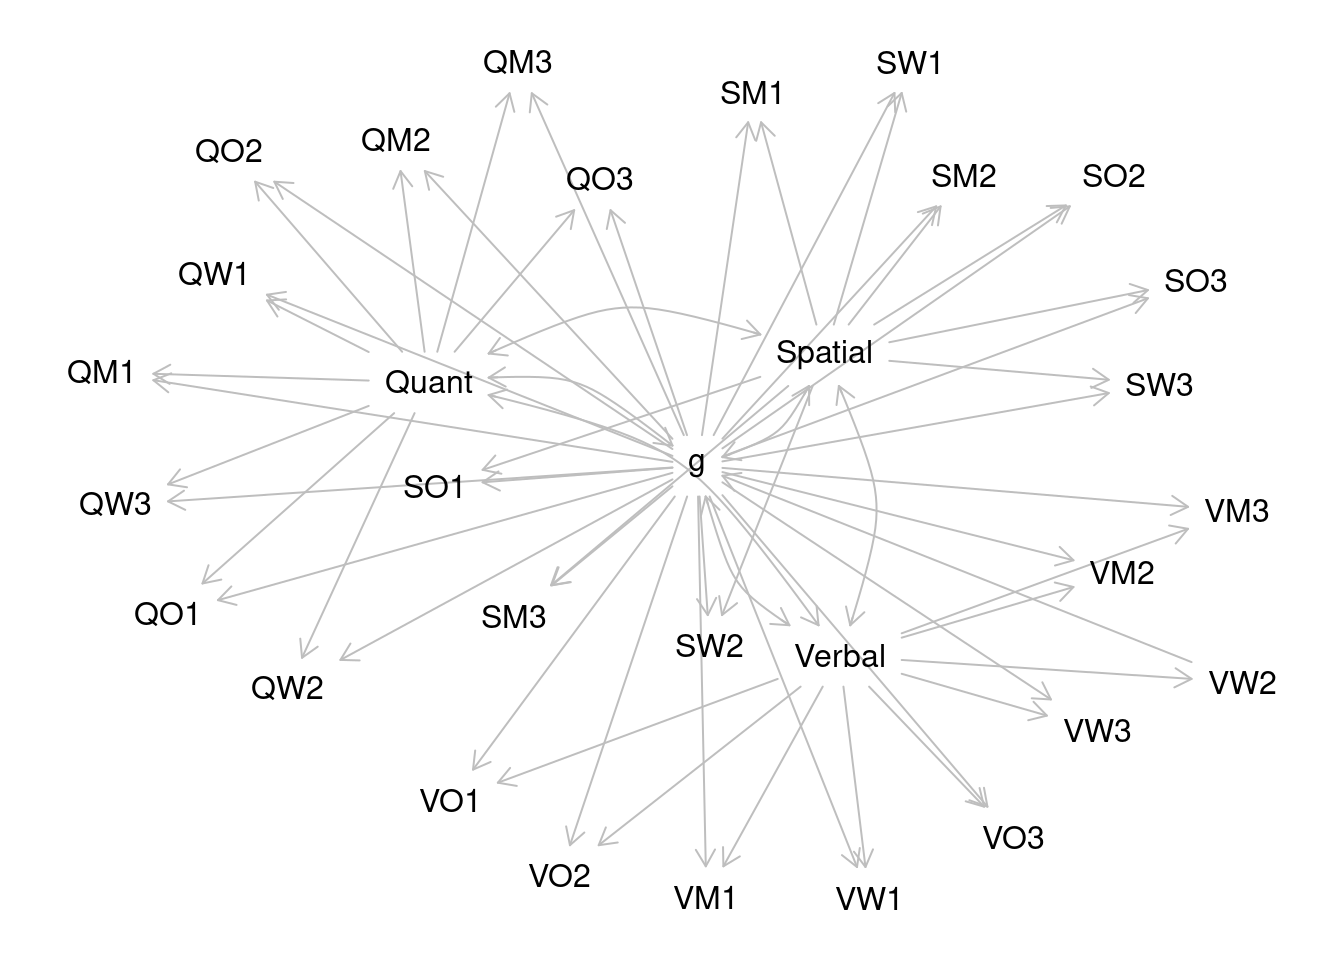 QM3
SW1
SM1
QM2
QO2
QO3
SM2
SO2
QW1
SO3
Spatial
QM1
Quant
SW3
g
SO1
QW3
VM3
VM2
QO1
SM3
SW2
Verbal
QW2
VW2
VW3
VO1
VO3
VO2
VM1
VW1